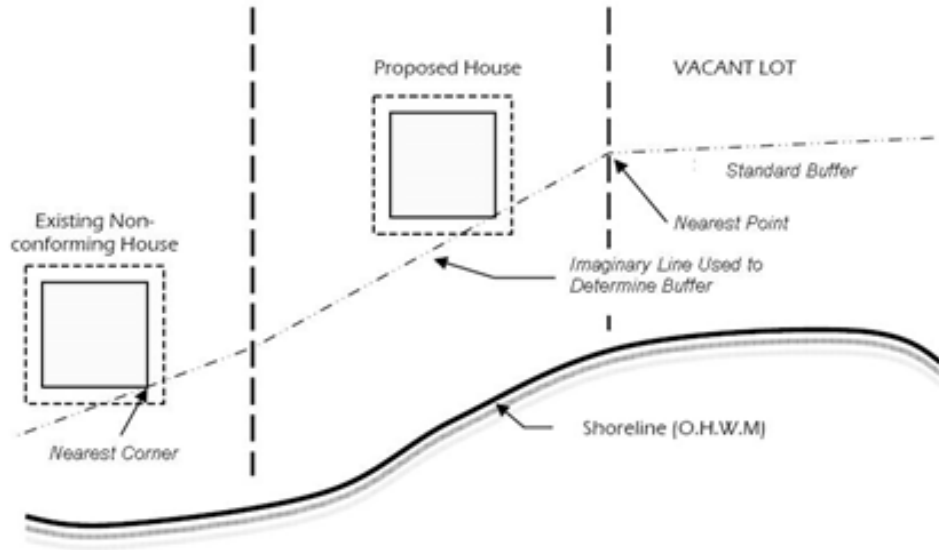 Proposed House
VACANT LOT
Standard Buffer
Nearest Point
Existing Non-
conforming House
Imaginary Line Used to
Determine Buffer
Nearest Corner
Shoreline (O.H.W.M)